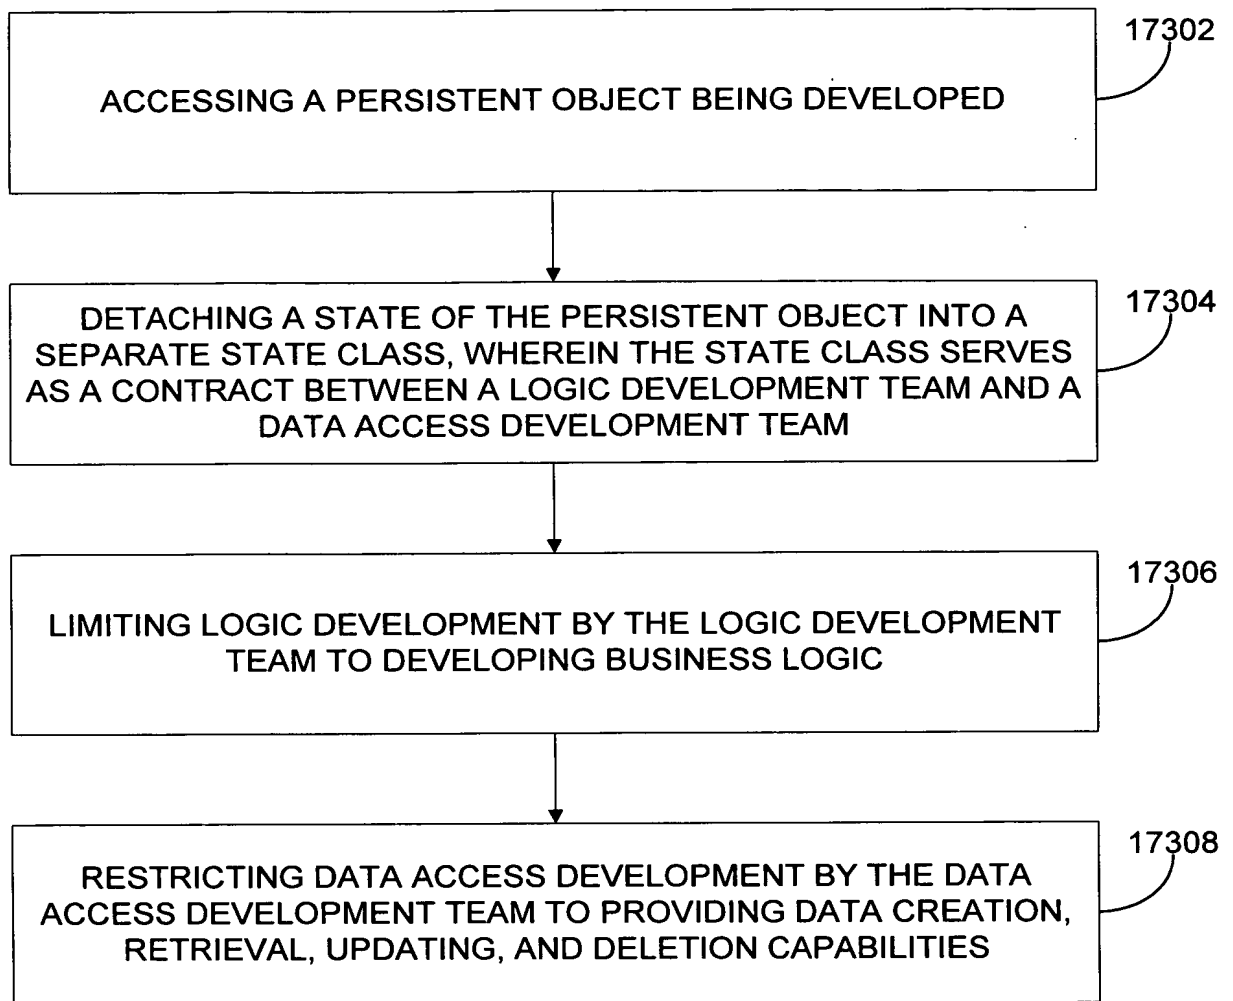 17302
ACCESSING A PERSISTENT OBJECT BEING DEVELOPED
17304
DETACHING A STATE OF THE PERSISTENT OBJECT INTO A
SEPARATE STATE CLASS, WHEREIN THE STATE CLASS SERVES
AS A CONTRACT BETWEEN A LOGIC DEVELOPMENT TEAM AND A
DATA ACCESS DEVELOPMENT TEAM
17306
LIMITING LOGIC DEVELOPMENT BY THE LOGIC DEVELOPMENT
TEAM TO DEVELOPING BUSINESS LOGIC
17308
RESTRICTING DATA ACCESS DEVELOPMENT BY THE DATA
ACCESS DEVELOPMENT TEAM TO PROVIDING DATA CREATION,
RETRIEVAL, UPDATING, AND DELETION CAPABILITIES